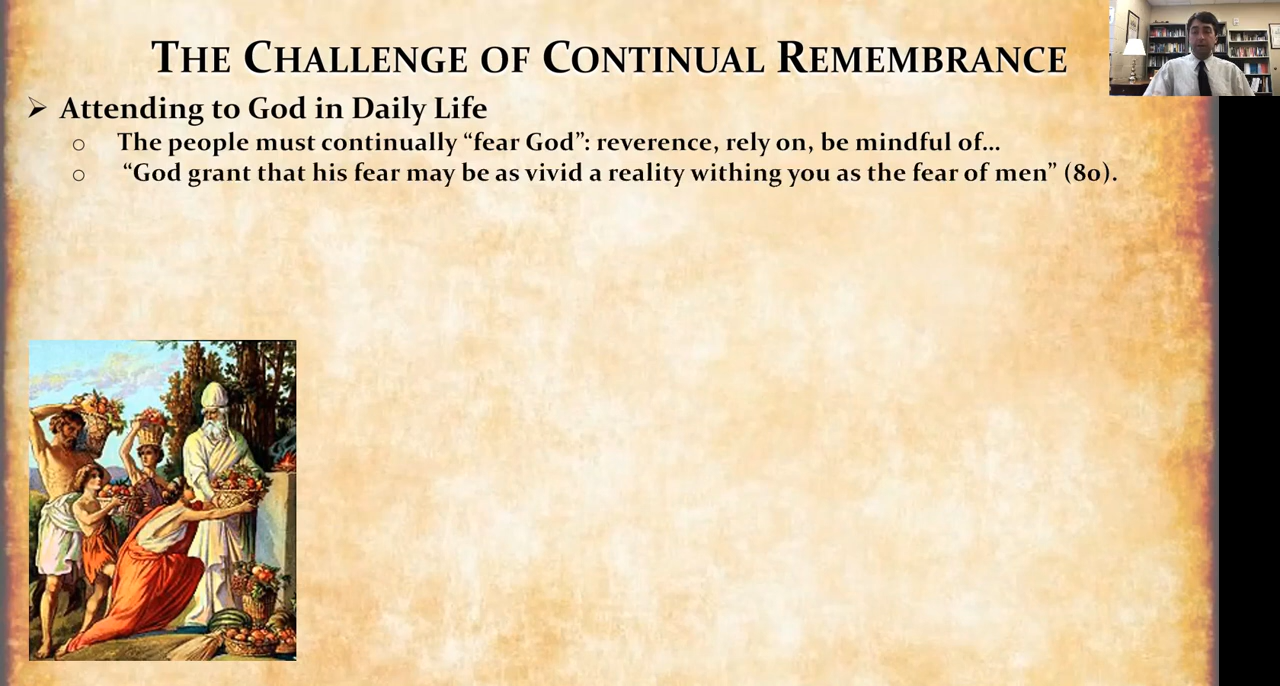 THE CHALLENGE OF CONTINUAL REMEMBRANCE
➢ Attending to God in Daily Life
○ The people must continually “fear God”: reverence, rely on, be mindful of…
○ “God grant that his fear may be as vivid a reality withing you as the fear of men” (80).